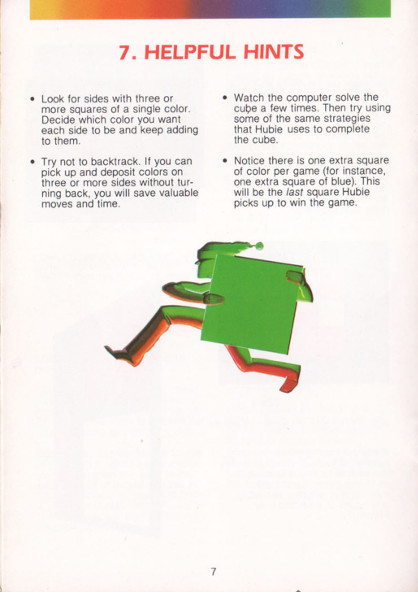 7. HELPFUL HINTS
• Look for sides with three or
more squares of a single color.
Decide which color you want
each side to be and keep adding
to them.
• Try not to backtrack. If you can
pick up and deposit colors on
three or more sides without tur-
ning back, you will save valuable
moves and time.
• Watch the computer solve the
cube a few times. Then try using
some of the same strategies
that Hubie uses to complete
the cube.
• Notice there is one extra square
of color per game (for instance,
one extra square of blue). This
will be the last square Hubie
picks up to win the game.
7